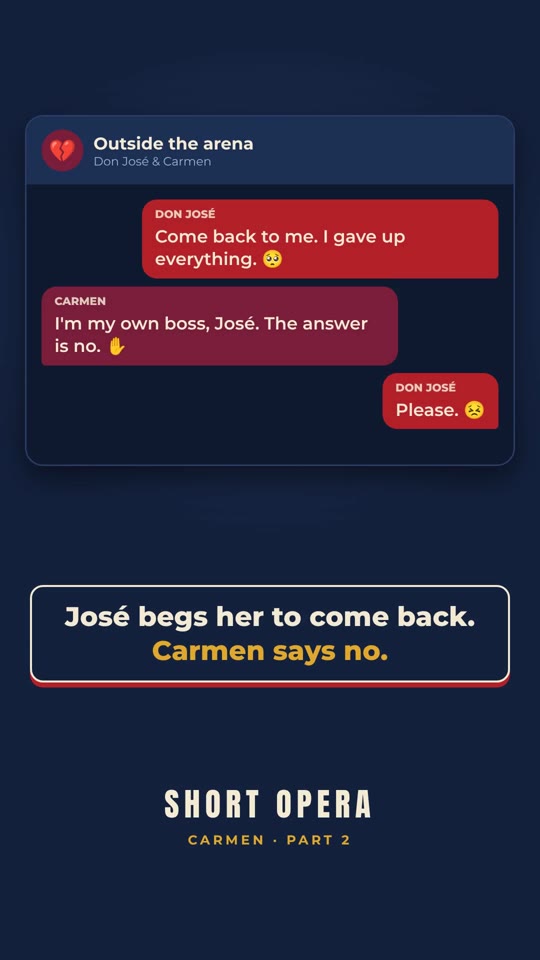 Outside the arena
Don José & Carmen
DON JOSÉ
Come back to me. I gave up
everything. 🥺
CARMEN
I'm my own boss, José. The answer
is no. ✋
DON JOSÉ
Please. 😣
José begs her to come back.
Carmen says no.
SHORT OPERA
CARMEN · PART 2